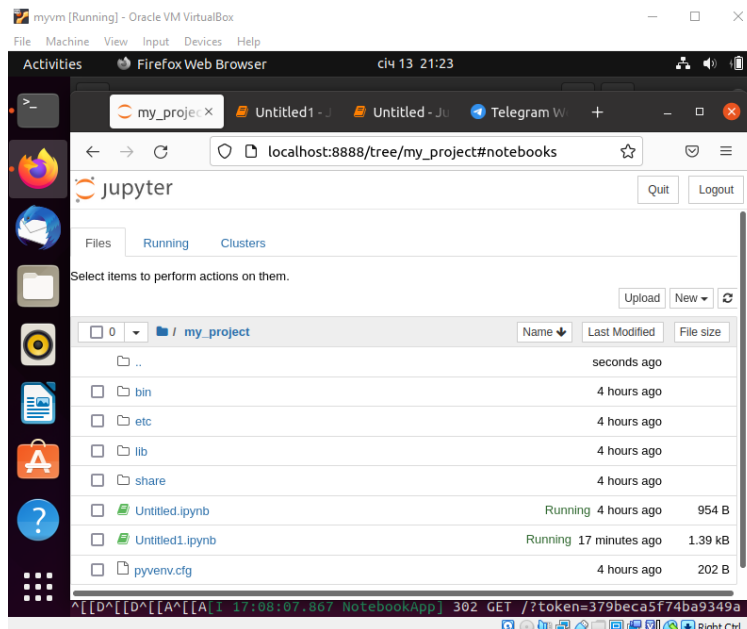 myvm [Running] - Oracle VM VirtualBox
File Machine View Input Devices Help
Activities Firefox Web Browser січ 13 21:23
my_projec × Untitled1 - J Untitled - Ju Telegram W +
localhost:8888/tree/my_project#notebooks
jupyter Quit Logout
Files Running Clusters
Select items to perform actions on them.
Upload New
0 / my_project Name Last Modified File size
.. seconds ago
bin 4 hours ago
etc 4 hours ago
lib 4 hours ago
share 4 hours ago
Untitled.ipynb Running 4 hours ago 954 B
Untitled1.ipynb Running 17 minutes ago 1.39 kB
pyvenv.cfg 4 hours ago 202 B
^[[D^[[D^[[A^[[A[I 17:08:07.867 NotebookApp] 302 GET /?token=379beca5f74ba9349a
Right Ctrl